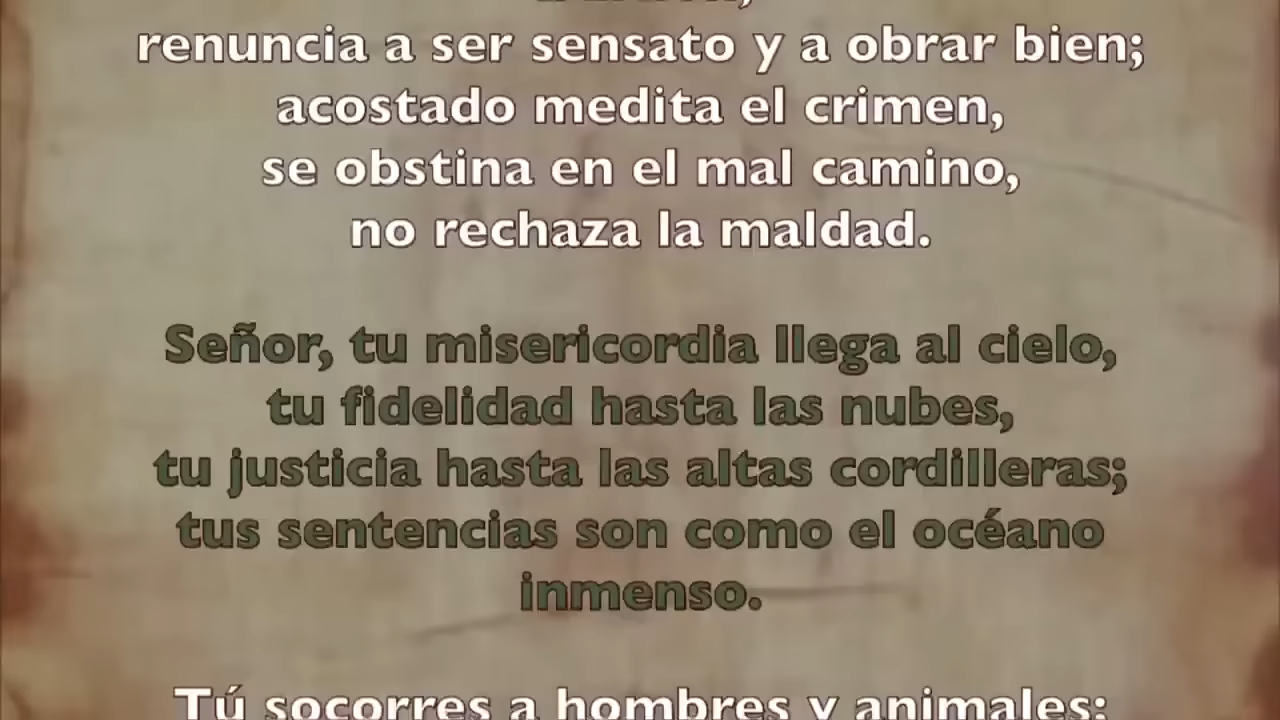 renuncia a ser sensato y a obrar bien;
acostado medita el crimen,
se obstina en el mal camino,
no rechaza la maldad.
Señor, tu misericordia llega al cielo,
tu fidelidad hasta las nubes,
tu justicia hasta las altas cordilleras;
tus sentencias son como el océano
inmenso.
Tú socorres a hombres y animales;